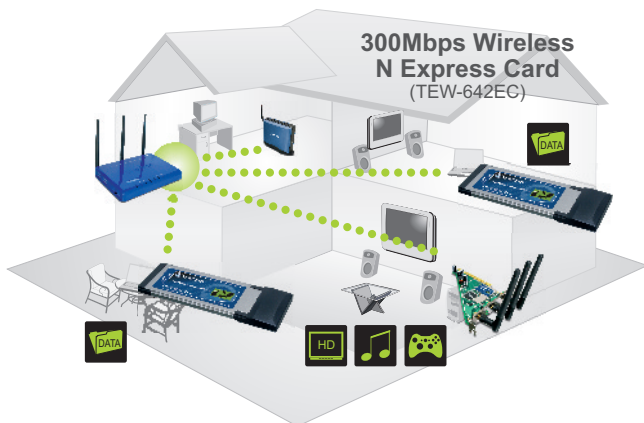 300Mbps Wireless
N Express Card
(TEW-642EC)
DATA
DATA
HD